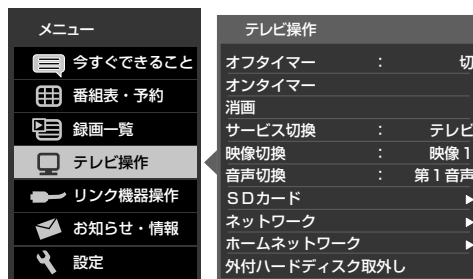 メニュー
今すぐできること
番組表・予約
録画一覧
テレビ操作
リンク機器操作
お知らせ・情報
設定
テレビ操作
オフタイマー : 切
オンタイマー
消画
サービス切換 : テレビ
映像切換 : 映像1
音声切換 : 第1音声
SDカード
ネットワーク
ホームネットワーク
外付ハードディスク取外し